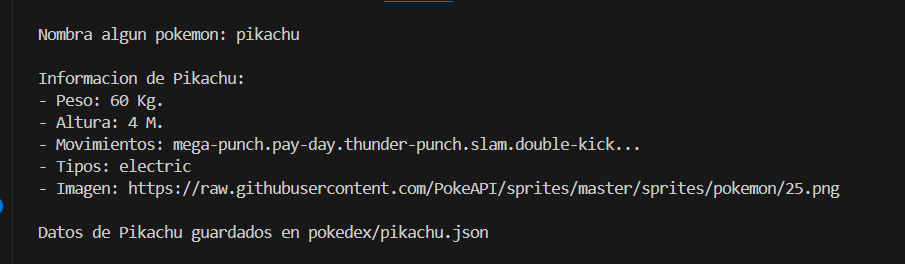 Nombra algun pokemon: pikachu
Informacion de Pikachu:
- Peso: 60 Kg.
- Altura: 4 M.
- Movimientos: mega-punch.pay-day.thunder-punch.slam.double-kick...
- Tipos: electric
- Imagen: https://raw.githubusercontent.com/PokeAPI/sprites/master/sprites/pokemon/25.png
Datos de Pikachu guardados en pokedex/pikachu.json